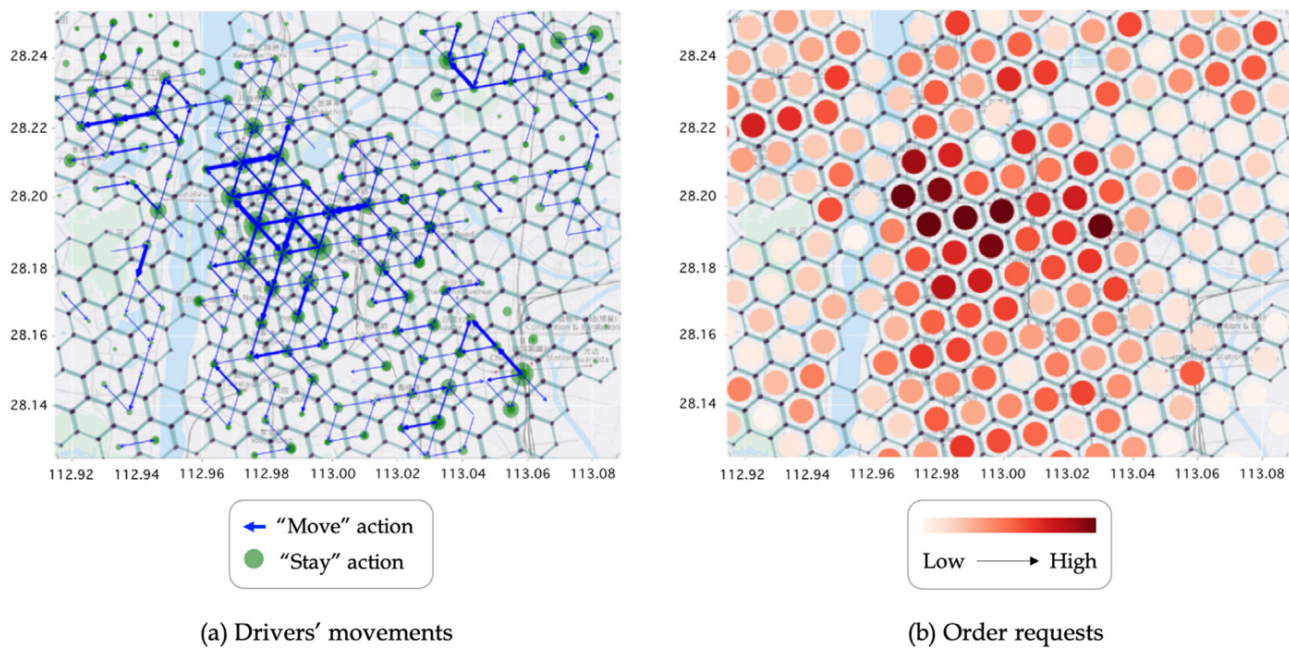 28.24
28.22
28.20
28.18
28.16
28.14
112.92 112.94 112.96 112.98 113.00 113.02 113.04 113.06 113.08
“Move” action
“Stay” action
(a) Drivers’ movements
28.24
28.22
28.20
28.18
28.16
28.14
Convention & Exhibition
Station
112.92 112.94 112.96 112.98 113.00 113.02 113.04 113.06 113.08
Low High
(b) Order requests